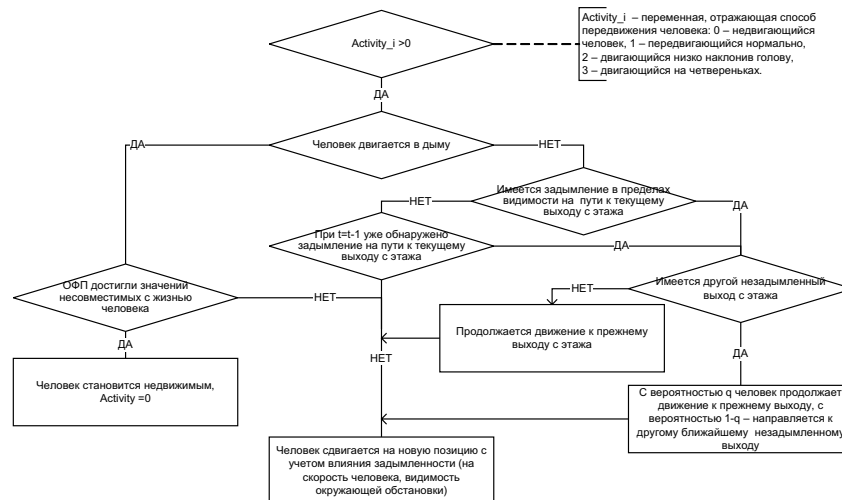 Activity_i >0
Activity_i – переменная, отражающая способ
передвижения человека: 0 – недвигающийся
человек, 1 – передвигающийся нормально,
2 – двигающийся низко наклонив голову,
3 – двигающийся на четвереньках.
ДА
Человек двигается в дыму
ДА
НЕТ
Имеется задымление в пределах
видимости на пути к текущему
выходу с этажа
НЕТ
ДА
При t=t-1 уже обнаружено
задымление на пути к текущему
выходу с этажа
ДА
ОФП достигли значений
несовместимых с жизнью
человека
НЕТ
Имеется другой незадымленный
выход с этажа
НЕТ
Продолжается движение к прежнему
выходу с этажа
ДА
НЕТ
ДА
Человек становится недвижимым,
Activity =0
С вероятностью q человек продолжает
движение к прежнему выходу, с
вероятностью 1-q – направляется к
другому ближайшему незадымленному
выходу
Человек сдвигается на новую позицию с
учетом влияния задымленности (на
скорость человека, видимость
окружающей обстановки)